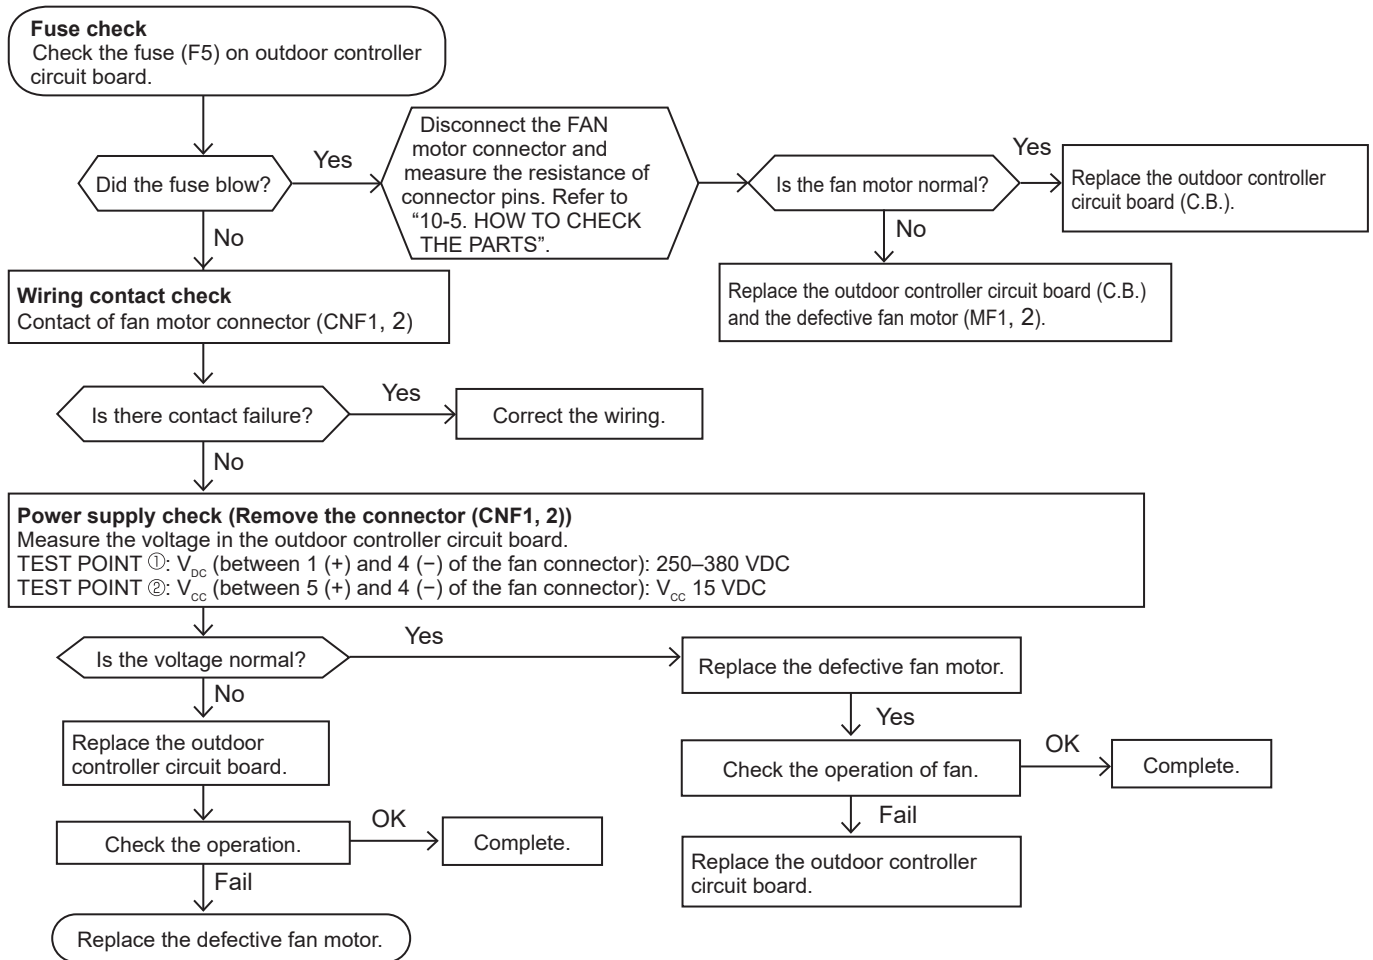 Fuse check
Check the fuse (F5) on outdoor controller
circuit board.
Did the fuse blow?
Yes
Disconnect the FAN
motor connector and
measure the resistance of
connector pins. Refer to
“10-5. HOW TO CHECK
THE PARTS”.
Is the fan motor normal?
Yes
Replace the outdoor controller
circuit board (C.B.).
No
Replace the outdoor controller circuit board (C.B.)
and the defective fan motor (MF1, 2).
No
Wiring contact check
Contact of fan motor connector (CNF1, 2)
Is there contact failure?
Yes
Correct the wiring.
No
Power supply check (Remove the connector (CNF1, 2))
Measure the voltage in the outdoor controller circuit board.
TEST POINT ①: VDC (between 1 (+) and 4 (−) of the fan connector): 250–380 VDC
TEST POINT ②: VCC (between 5 (+) and 4 (−) of the fan connector): VCC 15 VDC
Is the voltage normal?
Yes
Replace the defective fan motor.
Yes
Check the operation of fan.
OK
Complete.
Fail
Replace the outdoor controller
circuit board.
No
Replace the outdoor
controller circuit board.
Check the operation.
OK
Complete.
Fail
Replace the defective fan motor.